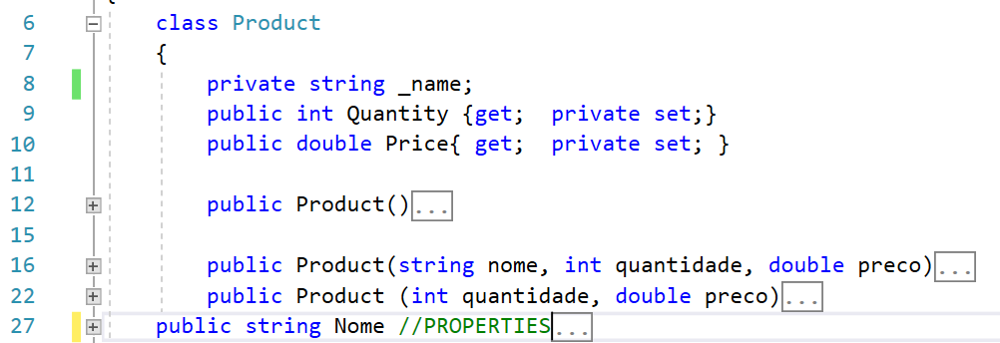 6 class Product
7 {
8 private string _name;
9 public int Quantity {get;  private set;}
10 public double Price{ get;  private set; }
11
12 public Product()...
15
16 public Product(string nome, int quantidade, double preco)...
22 public Product (int quantidade, double preco)...
27 public string Nome //PROPERTIES...